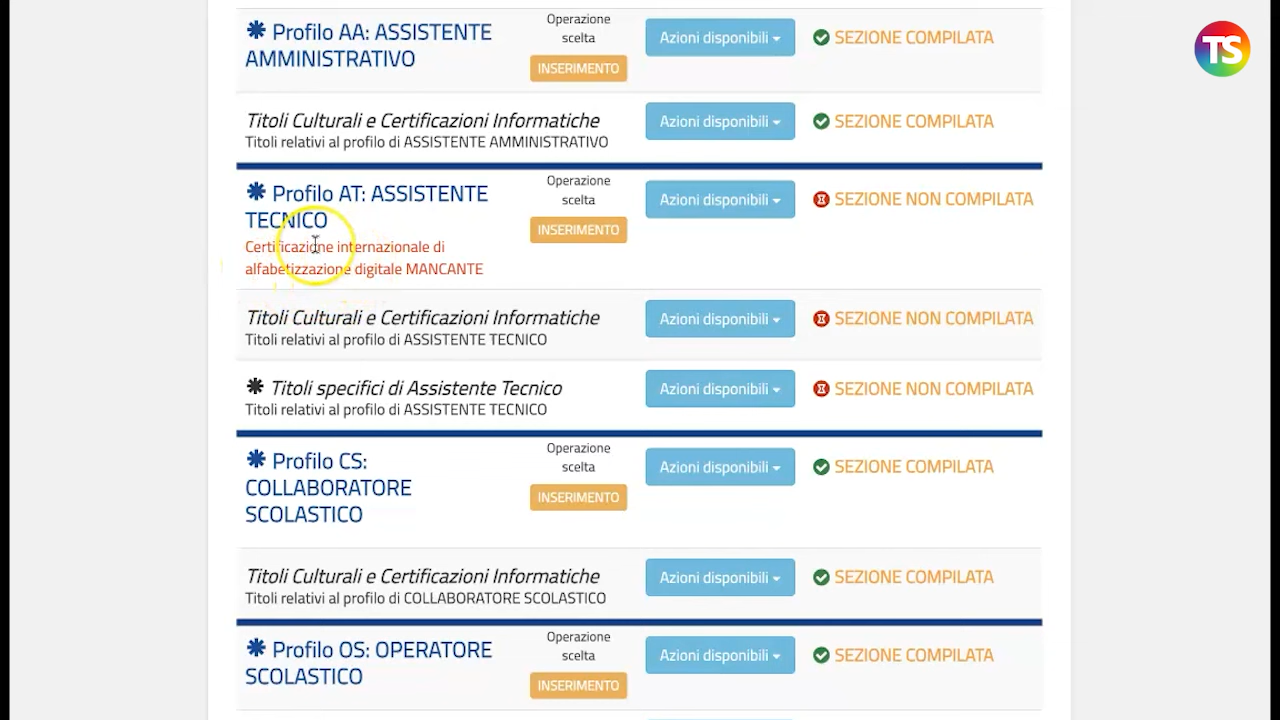 TS
Profilo AA: ASSISTENTE
AMMINISTRATIVO
Operazione
scelta
INSERIMENTO
Azioni disponibili
SEZIONE COMPILATA
Titoli Culturali e Certificazioni Informatiche
Titoli relativi al profilo di ASSISTENTE AMMINISTRATIVO
Azioni disponibili
SEZIONE COMPILATA
Profilo AT: ASSISTENTE
TECNICO
Certificazione internazionale di
alfabetizzazione digitale MANCANTE
Operazione
scelta
INSERIMENTO
Azioni disponibili
SEZIONE NON COMPILATA
Titoli Culturali e Certificazioni Informatiche
Titoli relativi al profilo di ASSISTENTE TECNICO
Azioni disponibili
SEZIONE NON COMPILATA
Titoli specifici di Assistente Tecnico
Titoli relativi al profilo di ASSISTENTE TECNICO
Azioni disponibili
SEZIONE NON COMPILATA
Profilo CS:
COLLABORATORE
SCOLASTICO
Operazione
scelta
INSERIMENTO
Azioni disponibili
SEZIONE COMPILATA
Titoli Culturali e Certificazioni Informatiche
Titoli relativi al profilo di COLLABORATORE SCOLASTICO
Azioni disponibili
SEZIONE COMPILATA
Profilo OS: OPERATORE
SCOLASTICO
Operazione
scelta
INSERIMENTO
Azioni disponibili
SEZIONE COMPILATA